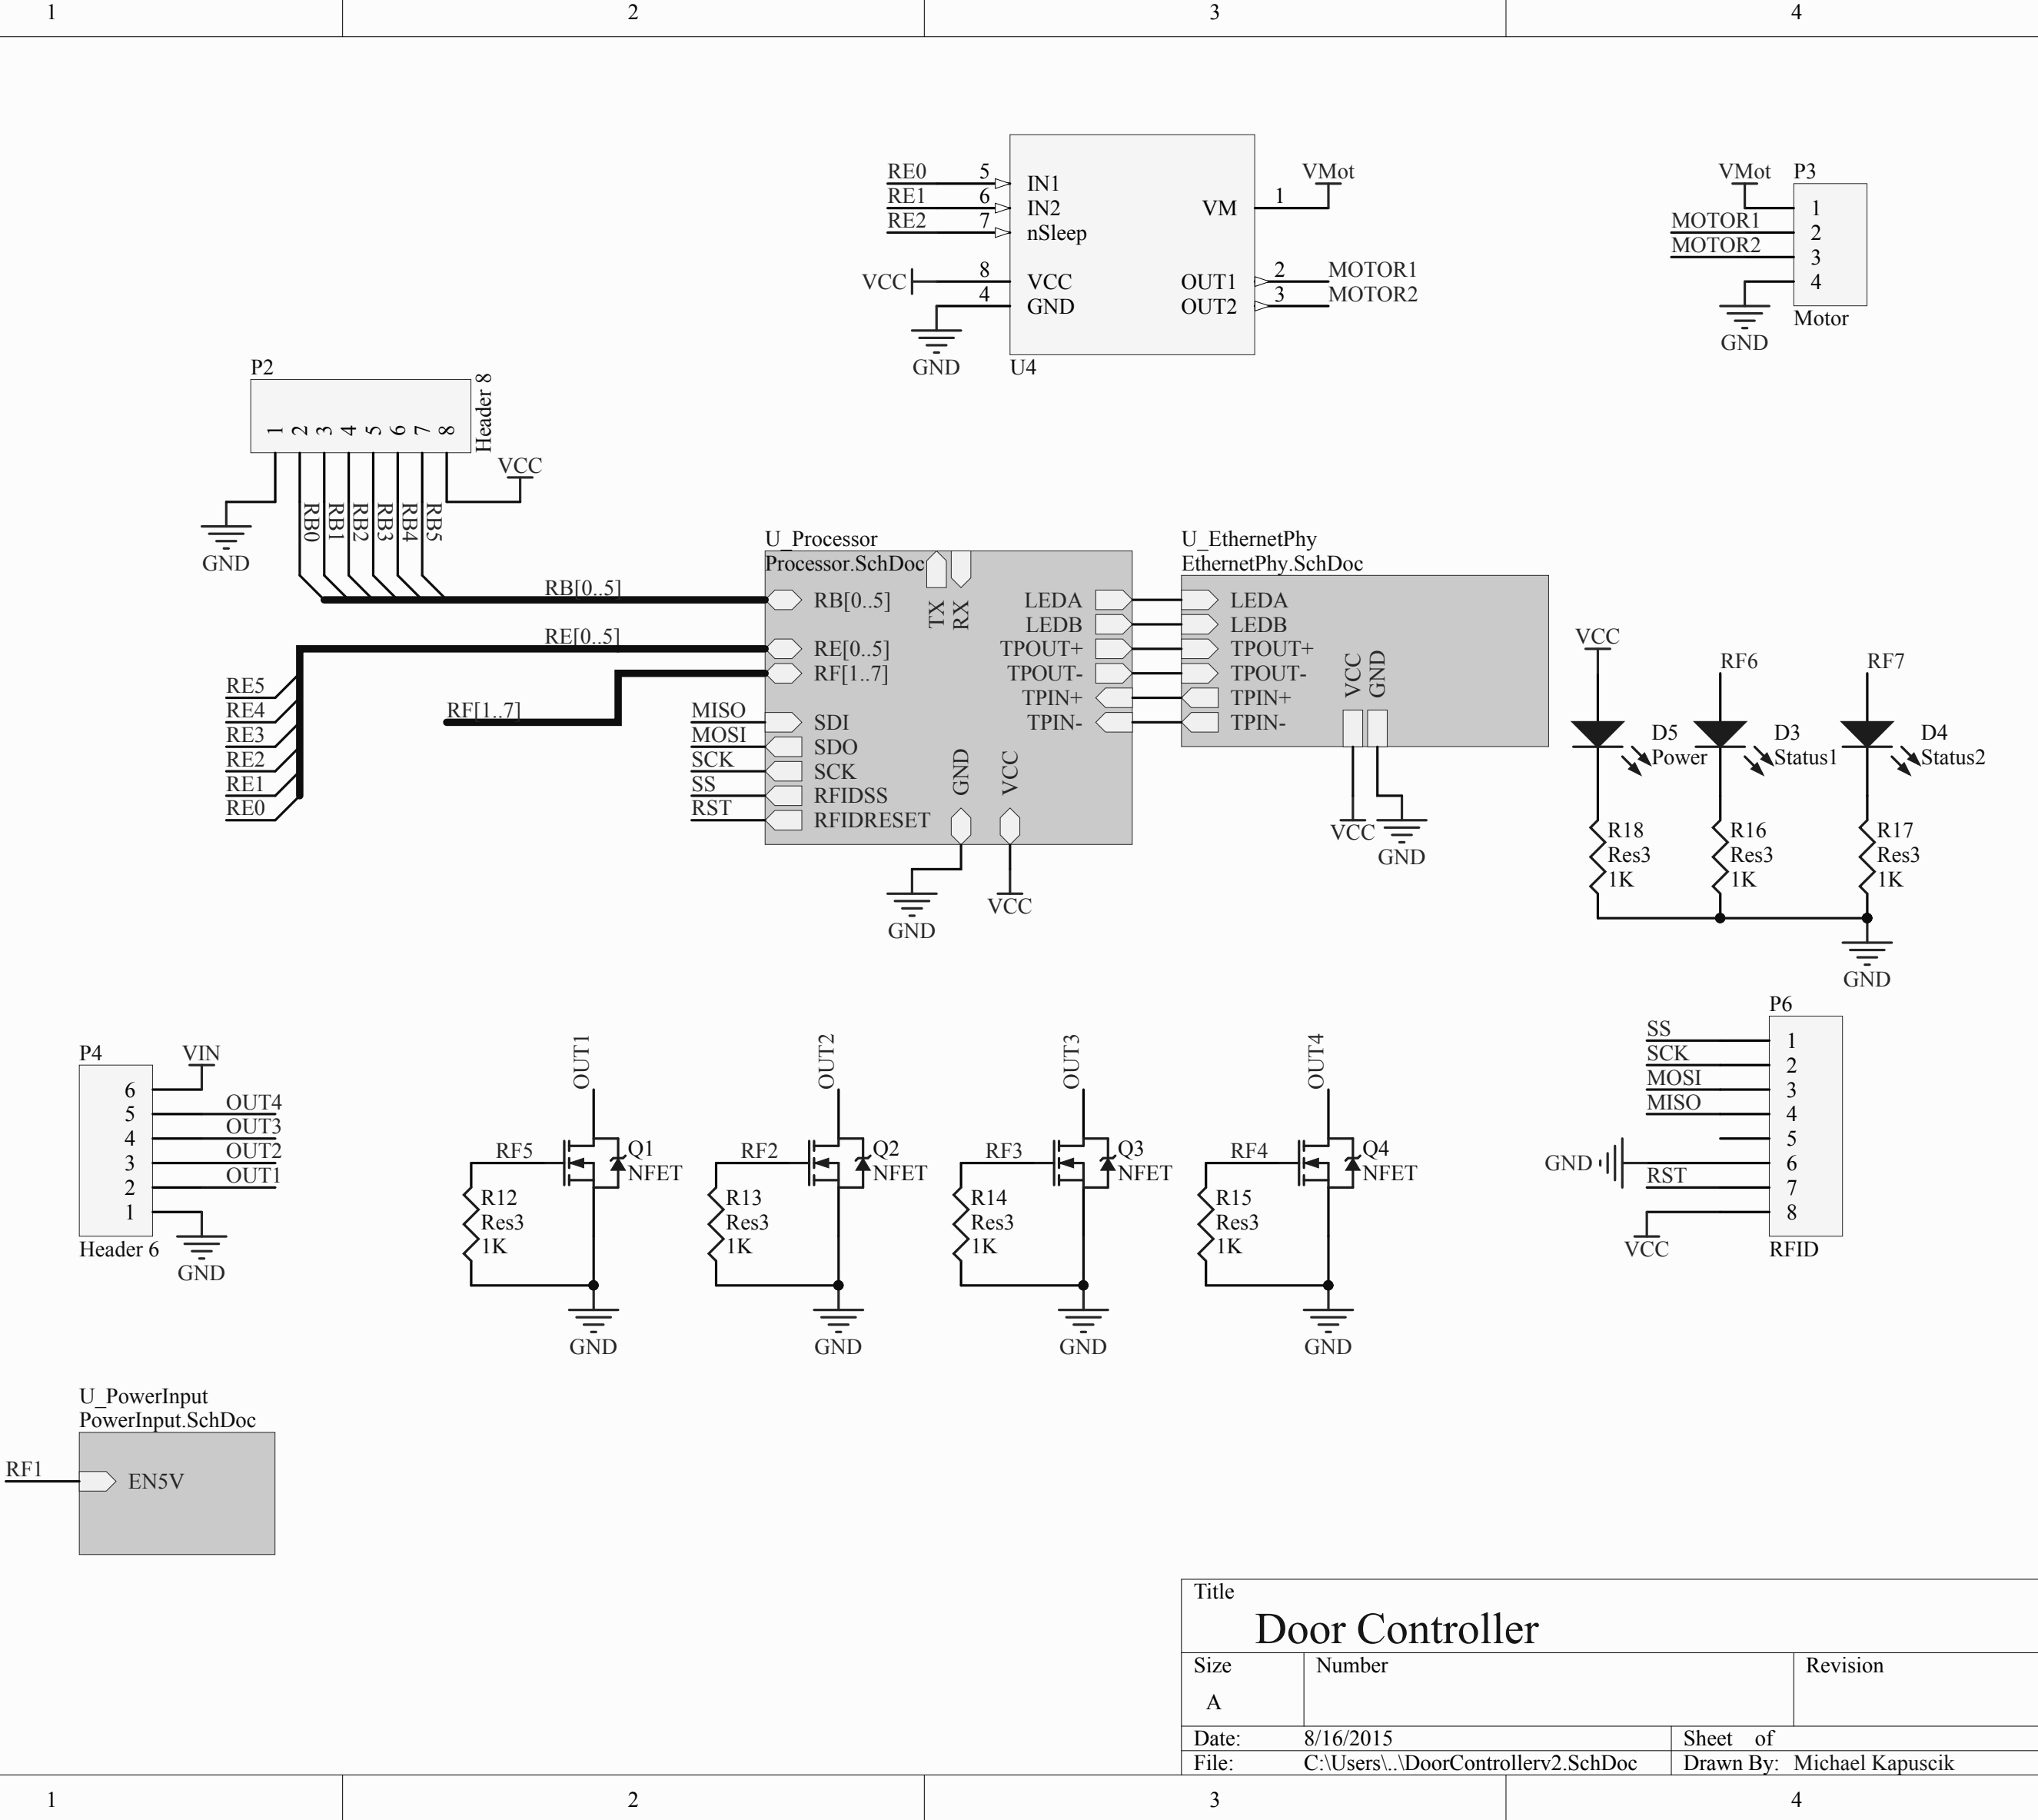 1 2 3 4
RE0 5 IN1
RE1 6 IN2
RE2 7 nSleep
VCC 8 VCC
4 GND
GND
VM 1 VMot
OUT1 2 MOTOR1
OUT2 3 MOTOR2
U4
VMot P3
1
MOTOR1 2
MOTOR2 3
4
GND Motor
P2
1 2 3 4 5 6 7 8
Header 8
VCC
GND
RB0 RB1 RB2 RB3 RB4 RB5
RB[0..5]
RE[0..5]
RF[1..7]
RE5
RE4
RE3
RE2
RE1
RE0
U_Processor
Processor.SchDoc
TX RX
RB[0..5]
RE[0..5]
RF[1..7]
MISO SDI
MOSI SDO
SCK SCK
SS RFIDSS
RST RFIDRESET
LEDA
LEDB
TPOUT+
TPOUT-
TPIN+
TPIN-
GND VCC
GND VCC
U_EthernetPhy
EthernetPhy.SchDoc
LEDA
LEDB
TPOUT+
TPOUT-
TPIN+
TPIN-
VCC GND
VCC GND
VCC RF6 RF7
D5
Power
D3
Status1
D4
Status2
R18
Res3
1K
R16
Res3
1K
R17
Res3
1K
GND
P4 VIN
6
5 OUT4
4 OUT3
3 OUT2
2 OUT1
1
Header 6
GND
OUT1
RF5
Q1
NFET
R12
Res3
1K
GND
OUT2
RF2
Q2
NFET
R13
Res3
1K
GND
OUT3
RF3
Q3
NFET
R14
Res3
1K
GND
OUT4
RF4
Q4
NFET
R15
Res3
1K
GND
P6
SS 1
SCK 2
MOSI 3
MISO 4
5
GND 6
RST 7
8
VCC RFID
U_PowerInput
PowerInput.SchDoc
RF1 EN5V
Title
Door Controller
Size Number Revision
A
Date: 8/16/2015 Sheet of
File: C:\Users\..\DoorControllerv2.SchDoc Drawn By: Michael Kapuscik
1 2 3 4